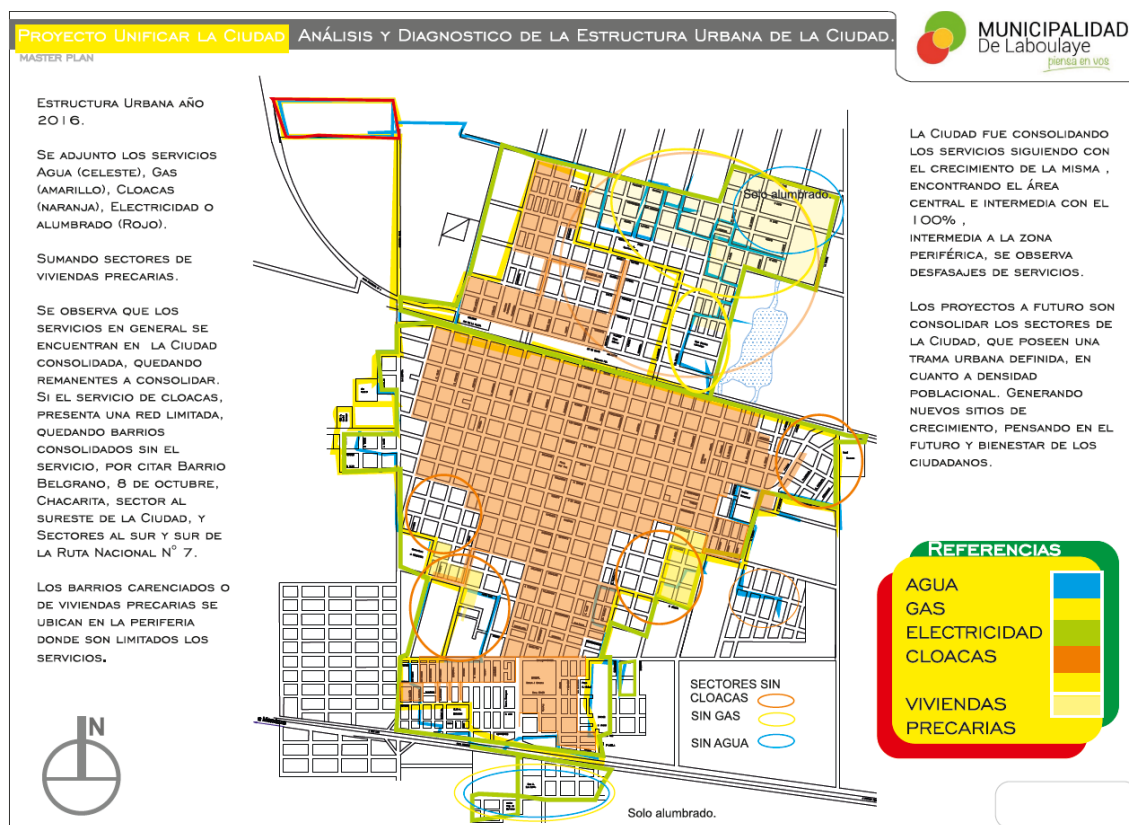 PROYECTO UNIFICAR LA CIUDAD
ANÁLISIS Y DIAGNOSTICO DE LA ESTRUCTURA URBANA DE LA CIUDAD.
MASTER PLAN
MUNICIPALIDAD
De Laboulaye
piensa en vos
ESTRUCTURA URBANA AÑO
2016.
SE ADJUNTO LOS SERVICIOS
AGUA (CELESTE), GAS
(AMARILLO), CLOACAS
(NARANJA), ELECTRICIDAD O
ALUMBRADO (ROJO).
SUMANDO SECTORES DE
VIVIENDAS PRECARIAS.
SE OBSERVA QUE LOS
SERVICIOS EN GENERAL SE
ENCUENTRAN EN LA CIUDAD
CONSOLIDADA, QUEDANDO
REMANENTES A CONSOLIDAR.
SI EL SERVICIO DE CLOACAS,
PRESENTA UNA RED LIMITADA,
QUEDANDO BARRIOS
CONSOLIDADOS SIN EL
SERVICIO, POR CITAR BARRIO
BELGRANO, 8 DE OCTUBRE,
CHACARITA, SECTOR AL
SURESTE DE LA CIUDAD, Y
SECTORES AL SUR Y SUR DE
LA RUTA NACIONAL N° 7.
LOS BARRIOS CARENCIADOS O
DE VIVIENDAS PRECARIAS SE
UBICAN EN LA PERIFERIA
DONDE SON LIMITADOS LOS
SERVICIOS.
N
Solo alumbrado.
SECTORES SIN
CLOACAS
SIN GAS
SIN AGUA
Solo alumbrado.
LA CIUDAD FUE CONSOLIDANDO
LOS SERVICIOS SIGUIENDO CON
EL CRECIMIENTO DE LA MISMA ,
ENCONTRANDO EL ÁREA
CENTRAL E INTERMEDIA CON EL
100% ,
INTERMEDIA A LA ZONA
PERIFÉRICA, SE OBSERVA
DESFASAJES DE SERVICIOS.
LOS PROYECTOS A FUTURO SON
CONSOLIDAR LOS SECTORES DE
LA CIUDAD, QUE POSEEN UNA
TRAMA URBANA DEFINIDA, EN
CUANTO A DENSIDAD
POBLACIONAL. GENERANDO
NUEVOS SITIOS DE
CRECIMIENTO, PENSANDO EN EL
FUTURO Y BIENESTAR DE LOS
CIUDADANOS.
REFERENCIAS
AGUA
GAS
ELECTRICIDAD
CLOACAS
VIVIENDAS
PRECARIAS